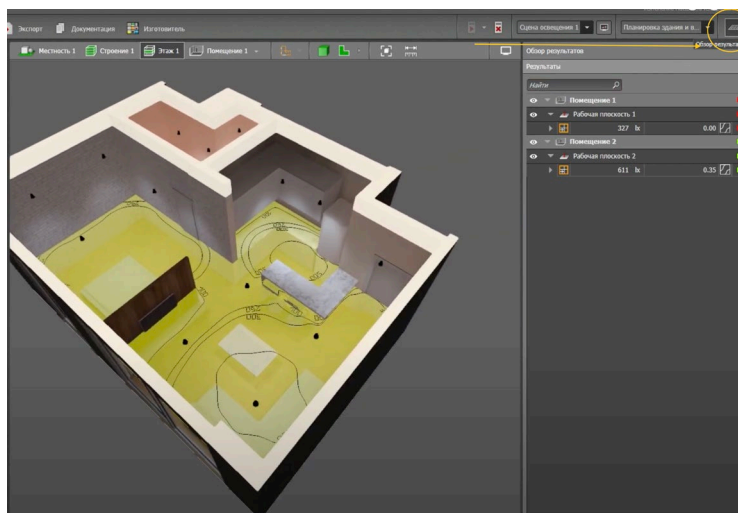 Экспорт Документация Изготовитель Сцена освещения 1 Планировка здания и в...
Местность 1 Строение 1 Этаж 1 Помещение 1 Обзор результатов
Результаты
Найти
Помещение 1
Рабочая плоскость 1
327 lx 0.00
Помещение 2
Рабочая плоскость 2
611 lx 0.35